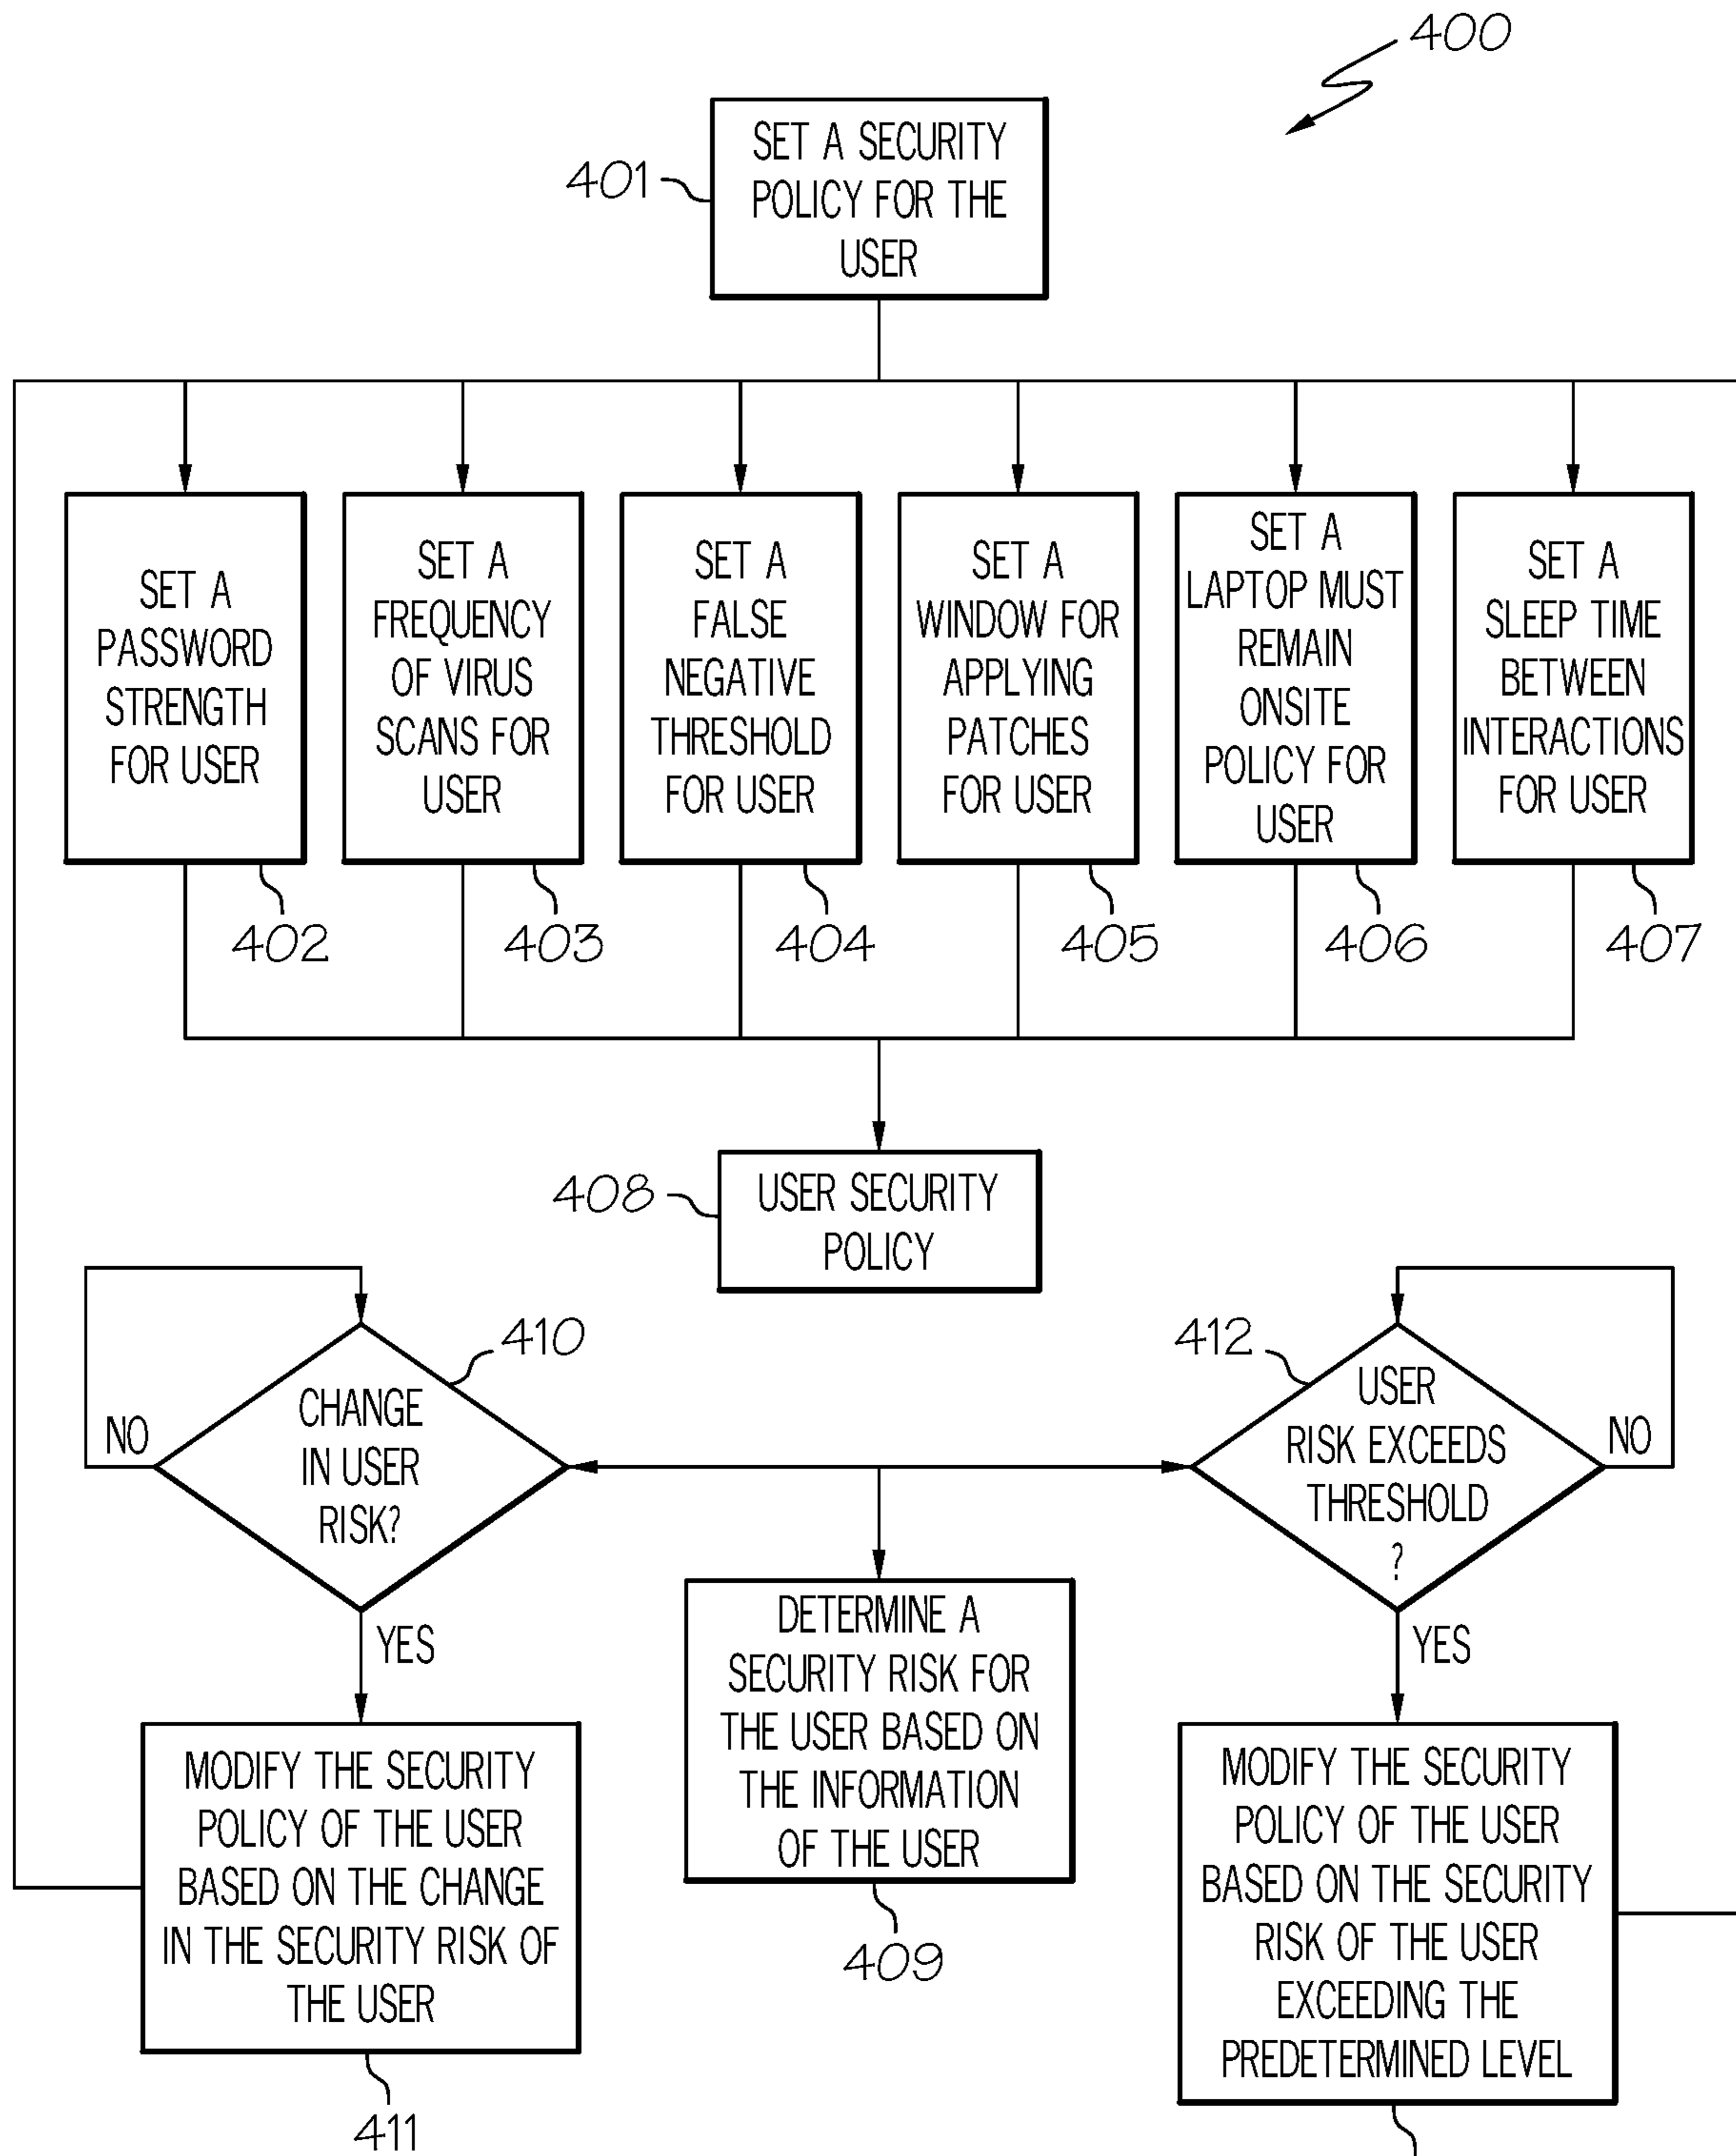 400
SET A SECURITY
POLICY FOR THE
USER
401
SET A
PASSWORD
STRENGTH
FOR USER
402
SET A
FREQUENCY
OF VIRUS
SCANS FOR
USER
403
SET A
FALSE
NEGATIVE
THRESHOLD
FOR USER
404
SET A
WINDOW FOR
APPLYING
PATCHES
FOR USER
405
SET A
LAPTOP MUST
REMAIN
ONSITE
POLICY FOR
USER
406
SET A
SLEEP TIME
BETWEEN
INTERACTIONS
FOR USER
407
408
USER SECURITY
POLICY
410
CHANGE
IN USER
RISK?
NO
YES
412
USER
RISK EXCEEDS
THRESHOLD
?
NO
YES
DETERMINE A
SECURITY RISK FOR
THE USER BASED ON
THE INFORMATION
OF THE USER
409
MODIFY THE SECURITY
POLICY OF THE USER
BASED ON THE CHANGE
IN THE SECURITY RISK OF
THE USER
411
MODIFY THE SECURITY
POLICY OF THE USER
BASED ON THE SECURITY
RISK OF THE USER
EXCEEDING THE
PREDETERMINED LEVEL